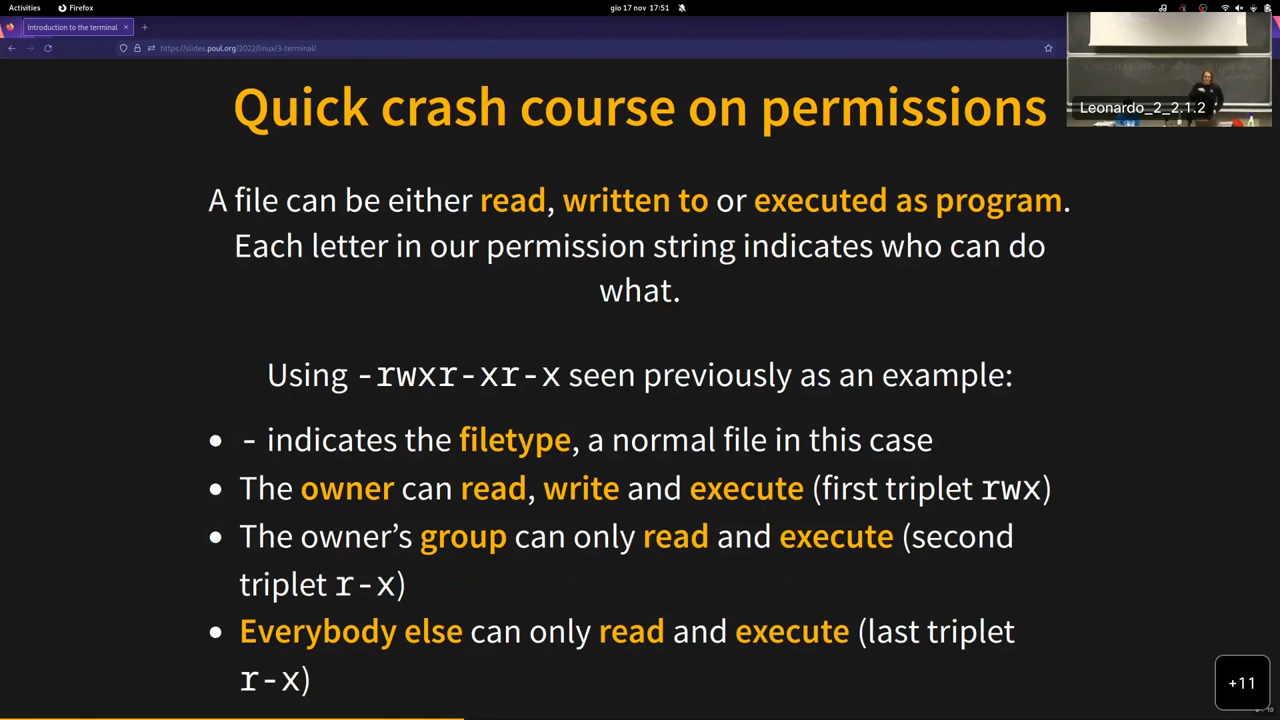 Activities
Firefox
gio 17 nov 17:51
Introduction to the terminal
https://slides.poul.org/2022/linux/3-terminal/
Leonardo_2_2.1.2
Quick crash course on permissions
A file can be either read, written to or executed as program.
Each letter in our permission string indicates who can do
what.
Using -rwxr-xr-x seen previously as an example:
• - indicates the filetype, a normal file in this case
• The owner can read, write and execute (first triplet rwx)
• The owner’s group can only read and execute (second
triplet r-x)
• Everybody else can only read and execute (last triplet
r-x)
+11